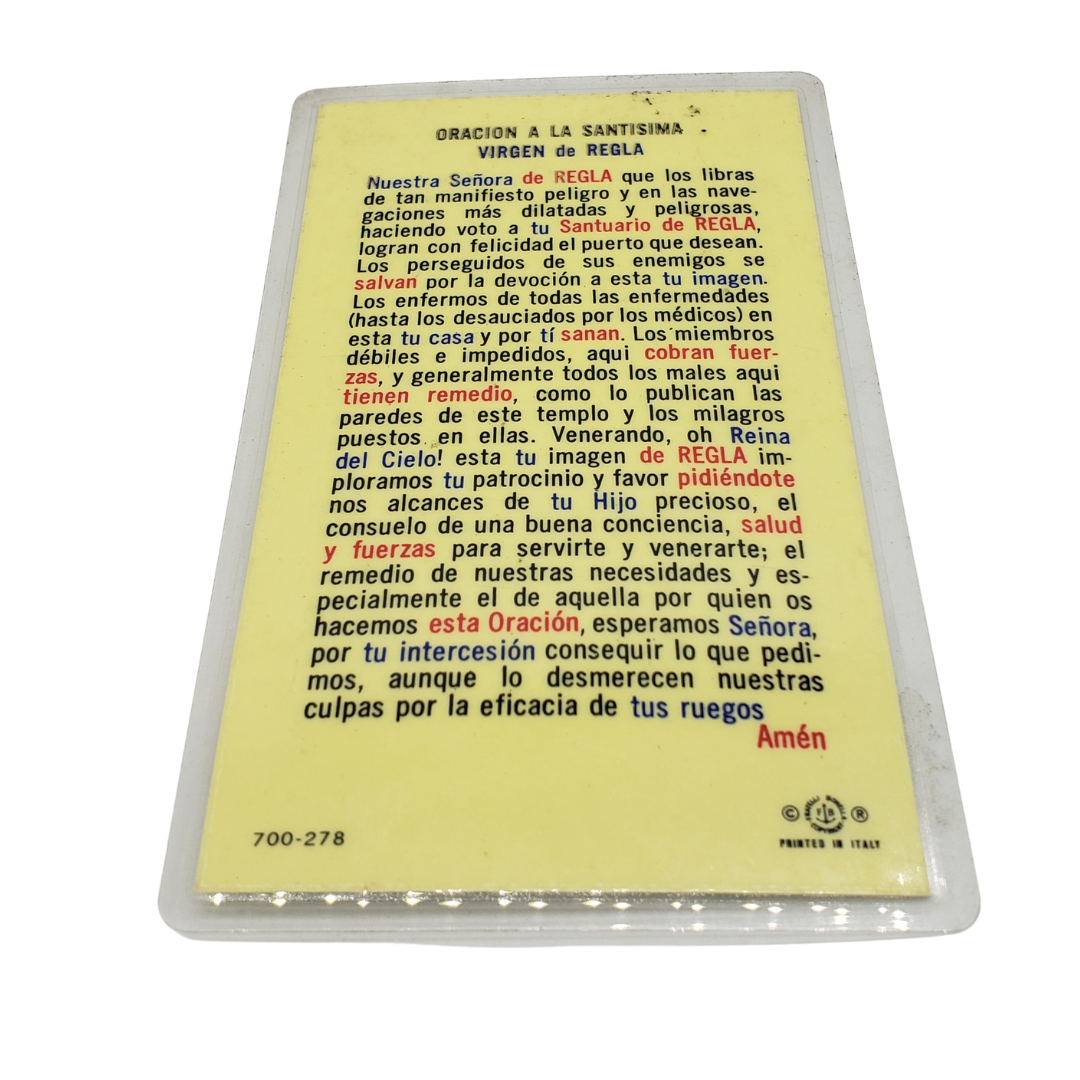 ORACION A LA SANTISIMA
VIRGEN de REGLA
Nuestra Señora de REGLA que los libras
de tan manifiesto peligro y en las nave-
gaciones más dilatadas y peligrosas,
haciendo voto a tu Santuario de REGLA,
logran con felicidad el puerto que desean.
Los perseguidos de sus enemigos se
salvan por la devoción a esta tu imagen.
Los enfermos de todas las enfermedades
(hasta los desauciados por los médicos) en
esta tu casa y por tí sanan. Los miembros
débiles e impedidos, aqui cobran fuer-
zas, y generalmente todos los males aqui
tienen remedio, como lo publican las
paredes de este templo y los milagros
puestos en ellas. Venerando, oh Reina
del Cielo! esta tu imagen de REGLA im-
ploramos tu patrocinio y favor pidiéndote
nos alcances de tu Hijo precioso, el
consuelo de una buena conciencia, salud
y fuerzas para servirte y venerarte; el
remedio de nuestras necesidades y es-
pecialmente el de aquella por quien os
hacemos esta Oración, esperamos Señora,
por tu intercesión consequir lo que pedi-
mos, aunque lo desmerecen nuestras
culpas por la eficacia de tus ruegos
Amén
700-278
© ®
PRINTED IN ITALY